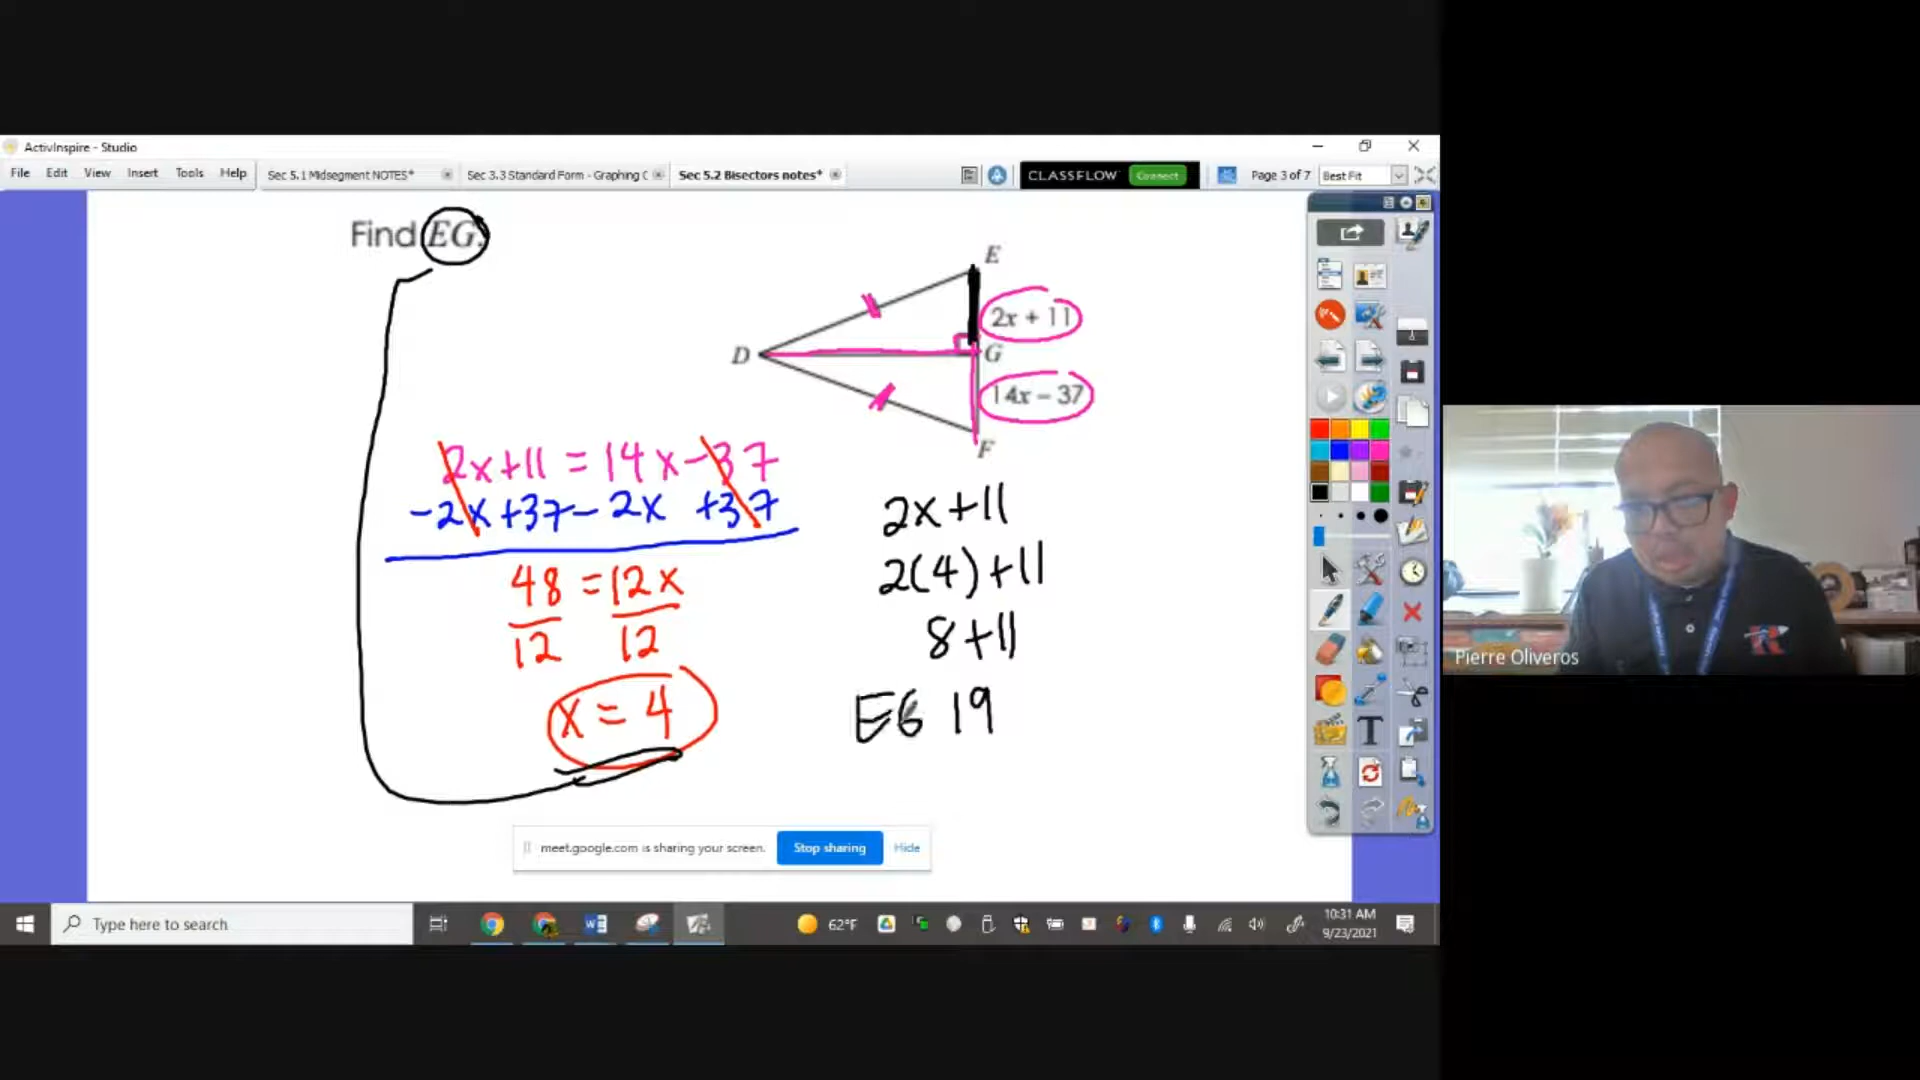 ActivInspire - Studio
File Edit View Insert Tools Help
Sec 5.1 Midsegment NOTES*
Sec 3.3 Standard Form - Graphing
Sec 5.2 Bisectors notes*
CLASSFLOW Connect
Page 3 of 7
Best Fit
Find EG.
E
2x + 11
D
G
14x – 37
F
2x+11 = 14x-37
-2x+37-2x +37
48 = 12x
12 12
x = 4
2x+11
2(4)+11
8+11
EG 19
T
Pierre Oliveros
meet.google.com is sharing your screen.
Stop sharing
Hide
Type here to search
62°F
10:31 AM
9/23/2021